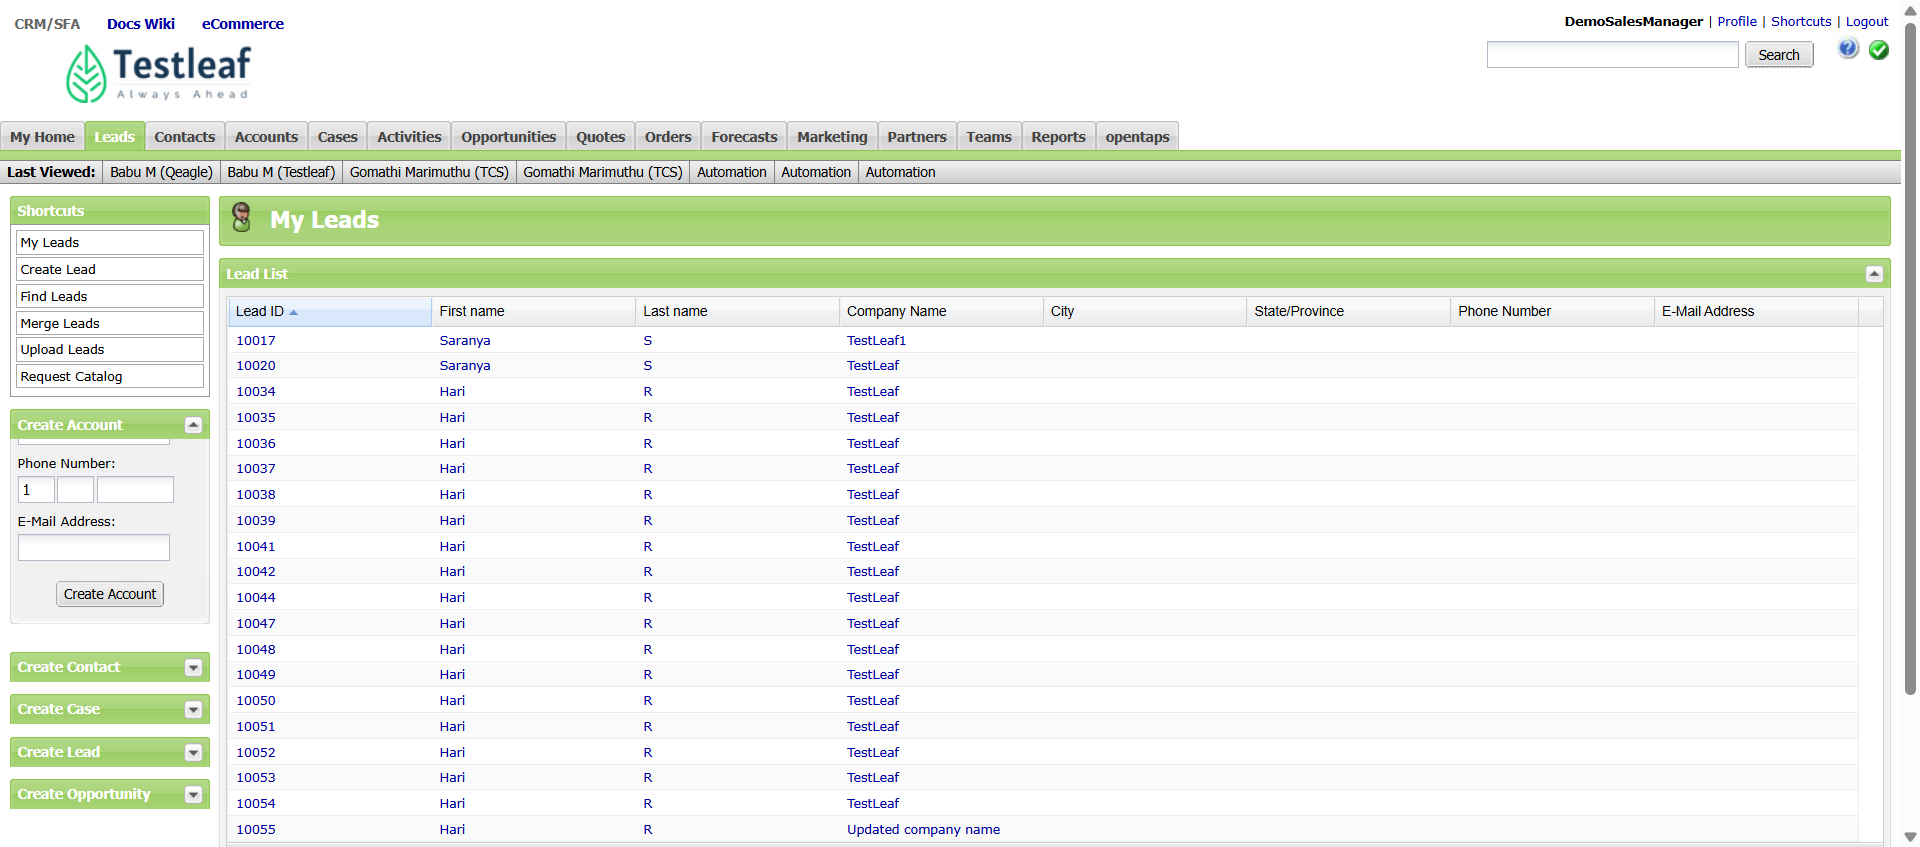 CRM/SFA Docs Wiki eCommerce
DemoSalesManager | Profile | Shortcuts | Logout
Testleaf
Always Ahead
Search
My Home Leads Contacts Accounts Cases Activities Opportunities Quotes Orders Forecasts Marketing Partners Teams Reports opentaps
Last Viewed: Babu M (Qeagle) Babu M (Testleaf) Gomathi Marimuthu (TCS) Gomathi Marimuthu (TCS) Automation Automation Automation
Shortcuts
My Leads
Create Lead
Find Leads
Merge Leads
Upload Leads
Request Catalog
Create Account
Phone Number:
1
E-Mail Address:
Create Account
Create Contact
Create Case
Create Lead
Create Opportunity
My Leads
Lead List
Lead ID First name Last name Company Name City State/Province Phone Number E-Mail Address
10017 Saranya S TestLeaf1
10020 Saranya S TestLeaf
10034 Hari R TestLeaf
10035 Hari R TestLeaf
10036 Hari R TestLeaf
10037 Hari R TestLeaf
10038 Hari R TestLeaf
10039 Hari R TestLeaf
10041 Hari R TestLeaf
10042 Hari R TestLeaf
10044 Hari R TestLeaf
10047 Hari R TestLeaf
10048 Hari R TestLeaf
10049 Hari R TestLeaf
10050 Hari R TestLeaf
10051 Hari R TestLeaf
10052 Hari R TestLeaf
10053 Hari R TestLeaf
10054 Hari R TestLeaf
10055 Hari R Updated company name